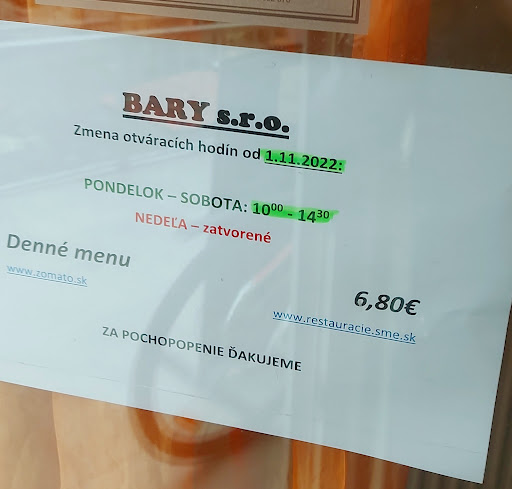 BARY s.r.o.
Zmena otváracích hodín od 1.11.2022:
PONDELOK – SOBOTA: 10⁰⁰ - 14³⁰
NEDEĽA – zatvorené
Denné menu
6,80€
www.zomato.sk
www.restauracie.sme.sk
ZA POCHOPOPENIE ĎAKUJEME